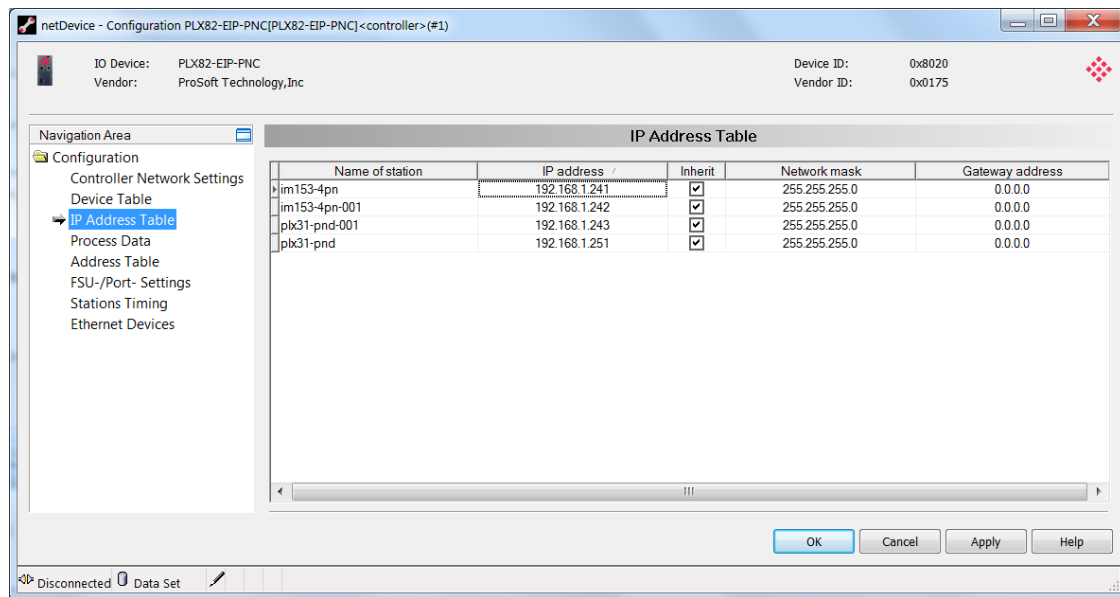 netDevice - Configuration PLX82-EIP-PNC[PLX82-EIP-PNC]<controller>(#1)
IO Device: PLX82-EIP-PNC Device ID: 0x8020
Vendor: ProSoft Technology,Inc Vendor ID: 0x0175
Navigation Area
Configuration
Controller Network Settings
Device Table
IP Address Table
Process Data
Address Table
FSU-/Port- Settings
Stations Timing
Ethernet Devices
IP Address Table
Name of station IP address Inherit Network mask Gateway address
im153-4pn 192.168.1.241 255.255.255.0 0.0.0.0
im153-4pn-001 192.168.1.242 255.255.255.0 0.0.0.0
plx31-pnd-001 192.168.1.243 255.255.255.0 0.0.0.0
plx31-pnd 192.168.1.251 255.255.255.0 0.0.0.0
OK Cancel Apply Help
Disconnected Data Set